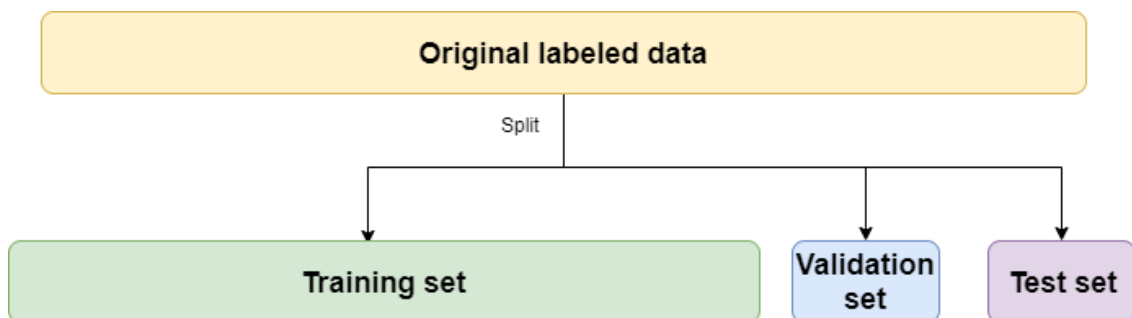 Original labeled data
Split
Training set
Validation
set
Test set